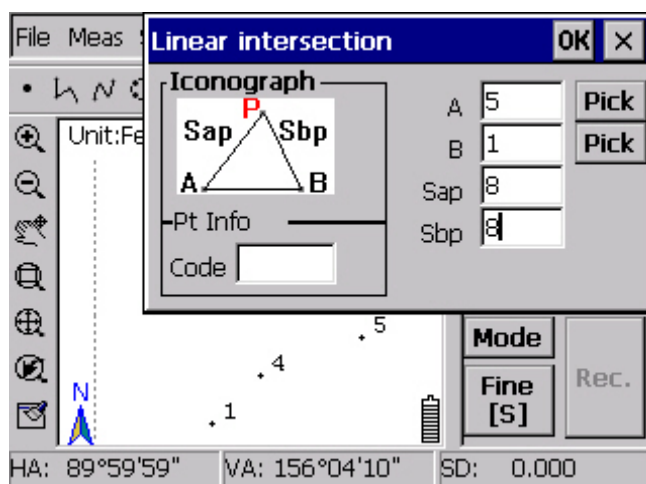 File Meas
Linear intersection OK ×
Iconograph
P
Sap Sbp
A B
Pt Info
Code
A 5 Pick
B 1 Pick
Sap 8
Sbp 8
Unit:Fe
5
4
1
N
Mode
Fine
[S]
Rec.
HA: 89°59'59" VA: 156°04'10" SD: 0.000